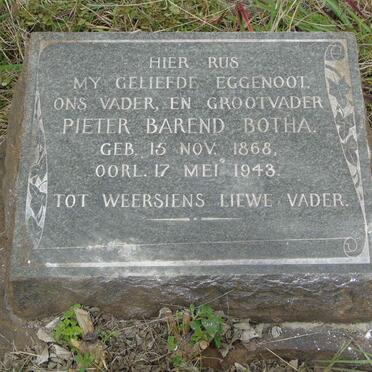 HIER RUS
MY GELIEFDE EGGENOOT.
ONS VADER, EN GROOTVADER
PIETER BAREND BOTHA.
GEB. 15 NOV. 1868,
OORL. 17 MEI 1943.
TOT WEERSIENS LIEWE VADER.